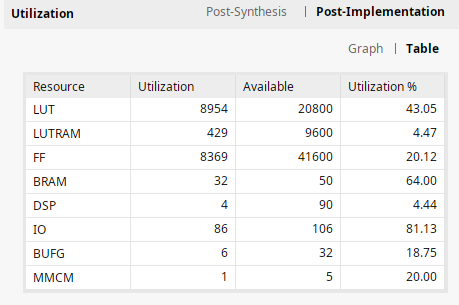 Utilization Post-Synthesis | Post-Implementation
Graph | Table
Resource Utilization Available Utilization %
LUT 8954 20800 43.05
LUTRAM 429 9600 4.47
FF 8369 41600 20.12
BRAM 32 50 64.00
DSP 4 90 4.44
IO 86 106 81.13
BUFG 6 32 18.75
MMCM 1 5 20.00